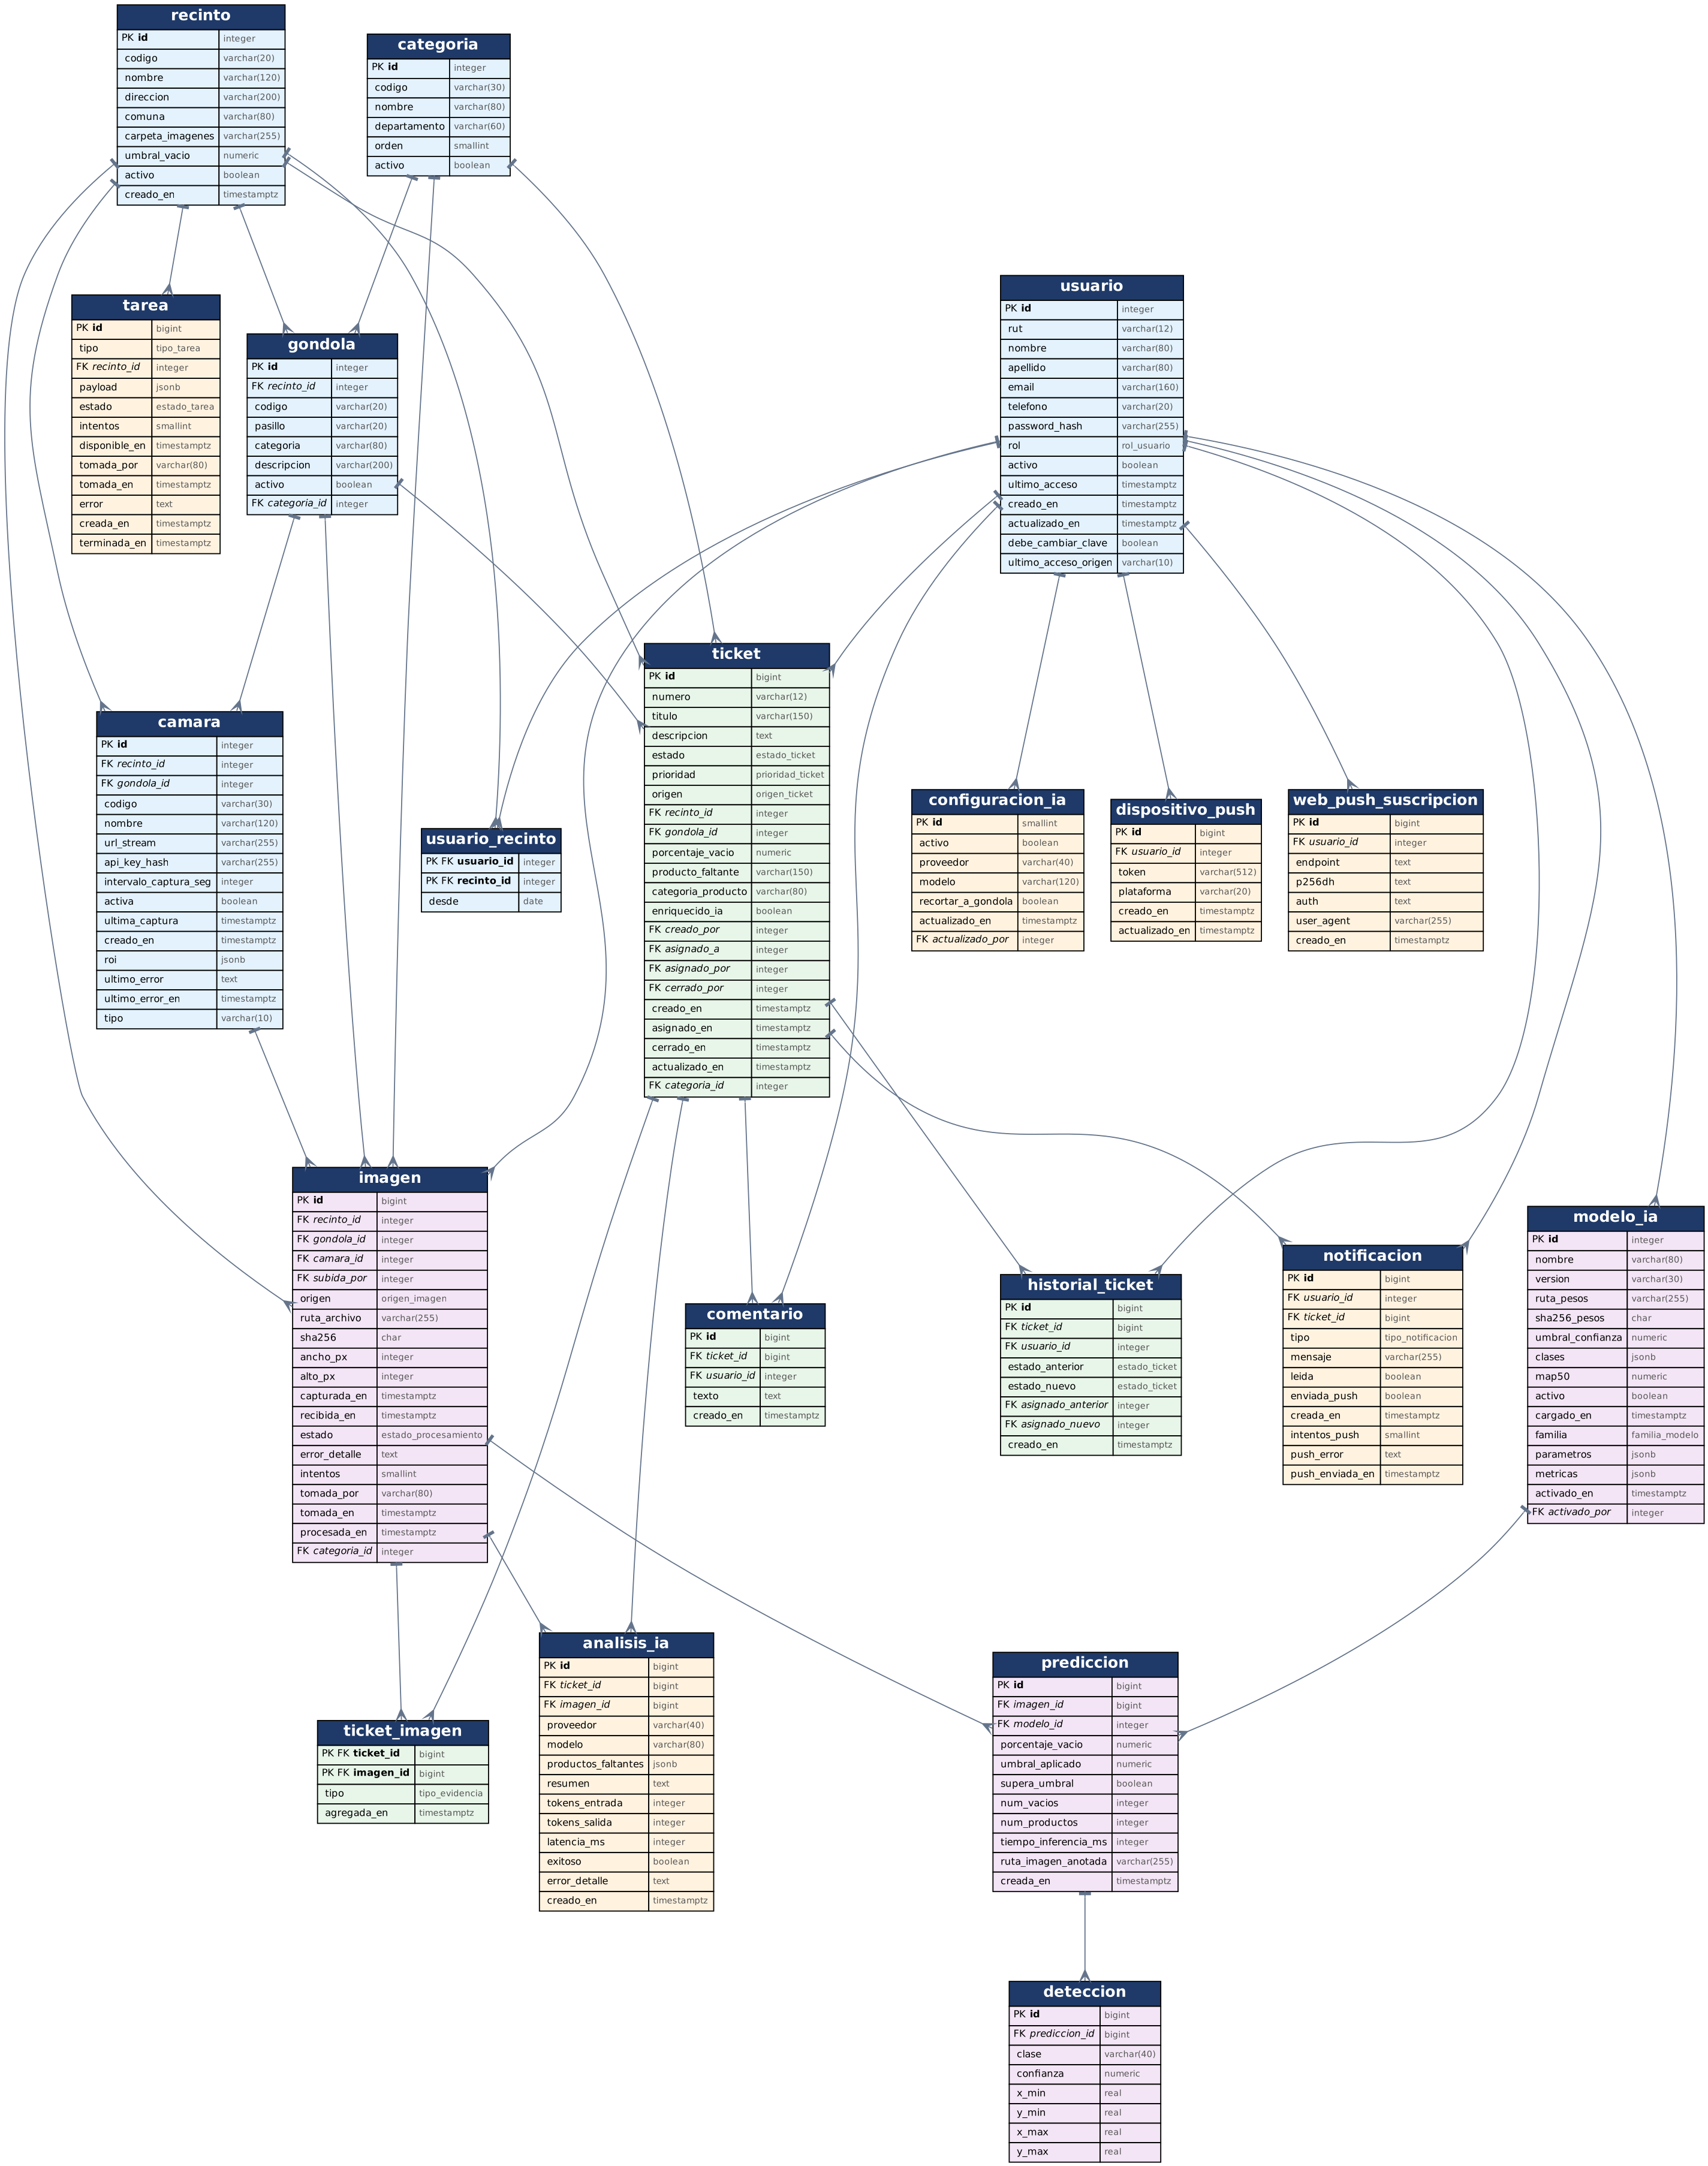 recinto
PK id integer
codigo varchar(20)
nombre varchar(120)
direccion varchar(200)
comuna varchar(80)
carpeta_imagenes varchar(255)
umbral_vacio numeric
activo boolean
creado_en timestamptz
categoria
PK id integer
codigo varchar(30)
nombre varchar(80)
departamento varchar(60)
orden smallint
activo boolean
usuario
PK id integer
rut varchar(12)
nombre varchar(80)
apellido varchar(80)
email varchar(160)
telefono varchar(20)
password_hash varchar(255)
rol rol_usuario
activo boolean
ultimo_acceso timestamptz
creado_en timestamptz
actualizado_en timestamptz
debe_cambiar_clave boolean
ultimo_acceso_origen varchar(10)
tarea
PK id bigint
tipo tipo_tarea
FK recinto_id integer
payload jsonb
estado estado_tarea
intentos smallint
disponible_en timestamptz
tomada_por varchar(80)
tomada_en timestamptz
error text
creada_en timestamptz
terminada_en timestamptz
gondola
PK id integer
FK recinto_id integer
codigo varchar(20)
pasillo varchar(20)
categoria varchar(80)
descripcion varchar(200)
activo boolean
FK categoria_id integer
ticket
PK id bigint
numero varchar(12)
titulo varchar(150)
descripcion text
estado estado_ticket
prioridad prioridad_ticket
origen origen_ticket
FK recinto_id integer
FK gondola_id integer
porcentaje_vacio numeric
producto_faltante varchar(150)
categoria_producto varchar(80)
enriquecido_ia boolean
FK creado_por integer
FK asignado_a integer
FK asignado_por integer
FK cerrado_por integer
creado_en timestamptz
asignado_en timestamptz
cerrado_en timestamptz
actualizado_en timestamptz
FK categoria_id integer
camara
PK id integer
FK recinto_id integer
FK gondola_id integer
codigo varchar(30)
nombre varchar(120)
url_stream varchar(255)
api_key_hash varchar(255)
intervalo_captura_seg integer
activa boolean
ultima_captura timestamptz
creado_en timestamptz
roi jsonb
ultimo_error text
ultimo_error_en timestamptz
tipo varchar(10)
usuario_recinto
PK FK usuario_id integer
PK FK recinto_id integer
desde date
configuracion_ia
PK id smallint
activo boolean
proveedor varchar(40)
modelo varchar(120)
recortar_a_gondola boolean
actualizado_en timestamptz
FK actualizado_por integer
dispositivo_push
PK id bigint
FK usuario_id integer
token varchar(512)
plataforma varchar(20)
creado_en timestamptz
actualizado_en timestamptz
web_push_suscripcion
PK id bigint
FK usuario_id integer
endpoint text
p256dh text
auth text
user_agent varchar(255)
creado_en timestamptz
imagen
PK id bigint
FK recinto_id integer
FK gondola_id integer
FK camara_id integer
FK subida_por integer
origen origen_imagen
ruta_archivo varchar(255)
sha256 char
ancho_px integer
alto_px integer
capturada_en timestamptz
recibida_en timestamptz
estado estado_procesamiento
error_detalle text
intentos smallint
tomada_por varchar(80)
tomada_en timestamptz
procesada_en timestamptz
FK categoria_id integer
comentario
PK id bigint
FK ticket_id bigint
FK usuario_id integer
texto text
creado_en timestamptz
historial_ticket
PK id bigint
FK ticket_id bigint
FK usuario_id integer
estado_anterior estado_ticket
estado_nuevo estado_ticket
FK asignado_anterior integer
FK asignado_nuevo integer
creado_en timestamptz
notificacion
PK id bigint
FK usuario_id integer
FK ticket_id bigint
tipo tipo_notificacion
mensaje varchar(255)
leida boolean
enviada_push boolean
creada_en timestamptz
intentos_push smallint
push_error text
push_enviada_en timestamptz
modelo_ia
PK id integer
nombre varchar(80)
version varchar(30)
ruta_pesos varchar(255)
sha256_pesos char
umbral_confianza numeric
clases jsonb
map50 numeric
activo boolean
cargado_en timestamptz
familia familia_modelo
parametros jsonb
metricas jsonb
activado_en timestamptz
FK activado_por integer
ticket_imagen
PK FK ticket_id bigint
PK FK imagen_id bigint
tipo tipo_evidencia
agregada_en timestamptz
analisis_ia
PK id bigint
FK ticket_id bigint
FK imagen_id bigint
proveedor varchar(40)
modelo varchar(80)
productos_faltantes jsonb
resumen text
tokens_entrada integer
tokens_salida integer
latencia_ms integer
exitoso boolean
error_detalle text
creado_en timestamptz
prediccion
PK id bigint
FK imagen_id bigint
FK modelo_id integer
porcentaje_vacio numeric
umbral_aplicado numeric
supera_umbral boolean
num_vacios integer
num_productos integer
tiempo_inferencia_ms integer
ruta_imagen_anotada varchar(255)
creada_en timestamptz
deteccion
PK id bigint
FK prediccion_id bigint
clase varchar(40)
confianza numeric
x_min real
y_min real
x_max real
y_max real